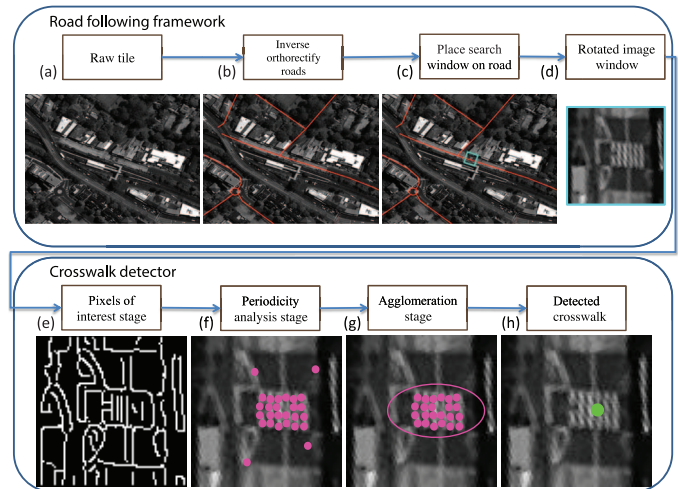 Road following framework
(a)
Raw tile
(b)
Inverse
orthorectify
roads
(c)
Place search
window on road
(d)
Rotated image
window
Crosswalk detector
(e)
Pixels of
interest stage
(f)
Periodicity
analysis stage
(g)
Agglomeration
stage
(h)
Detected
crosswalk